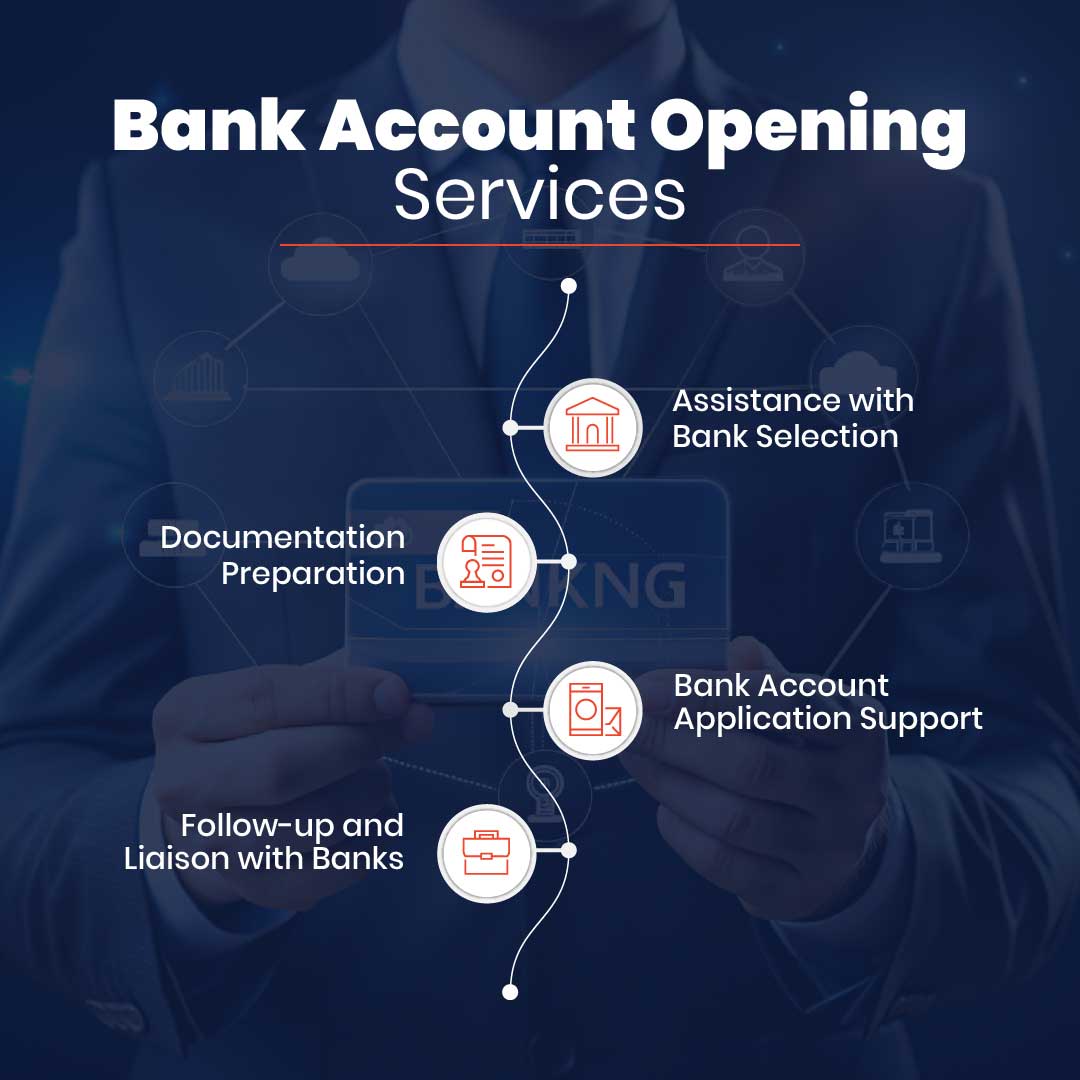 Bank Account Opening
Services
Assistance with
Bank Selection
Documentation
Preparation
Bank Account
Application Support
Follow-up and
Liaison with Banks